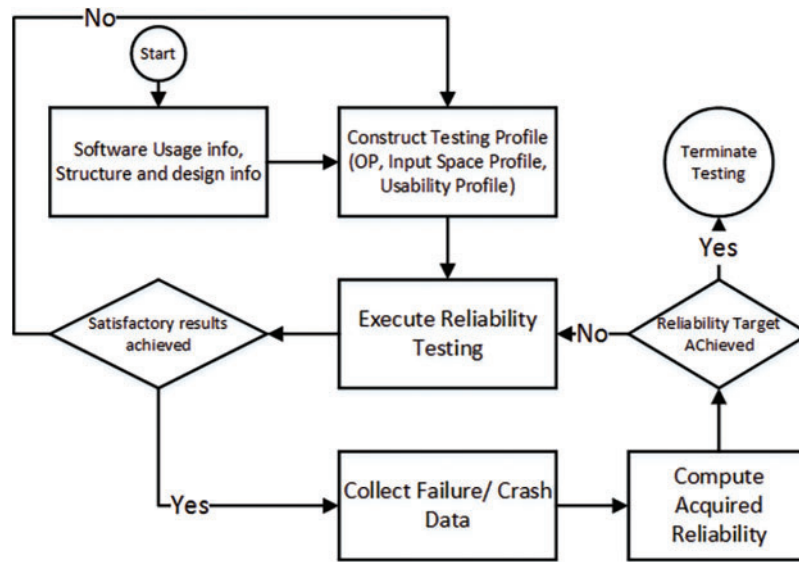 No
Start
Software Usage info,
Structure and design info
Construct Testing Profile
(OP, Input Space Profile,
Usability Profile)
Terminate
Testing
Yes
Satisfactory results
achieved
Execute Reliability
Testing
No
Reliability Target
AChieved
Yes
Collect Failure/ Crash
Data
Compute
Acquired
Reliability